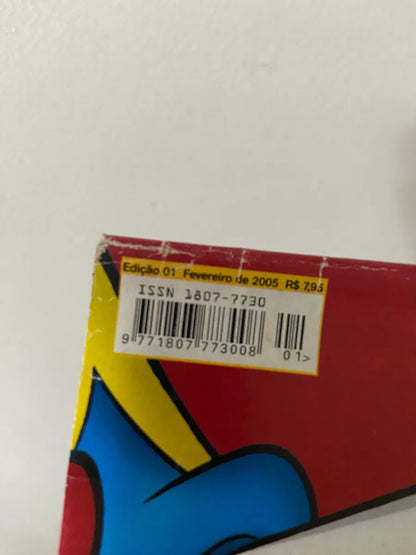 Edição 01 Fevereiro de 2005 R$ 7,95
ISSN 1807-7730
9 771807 773008 01>